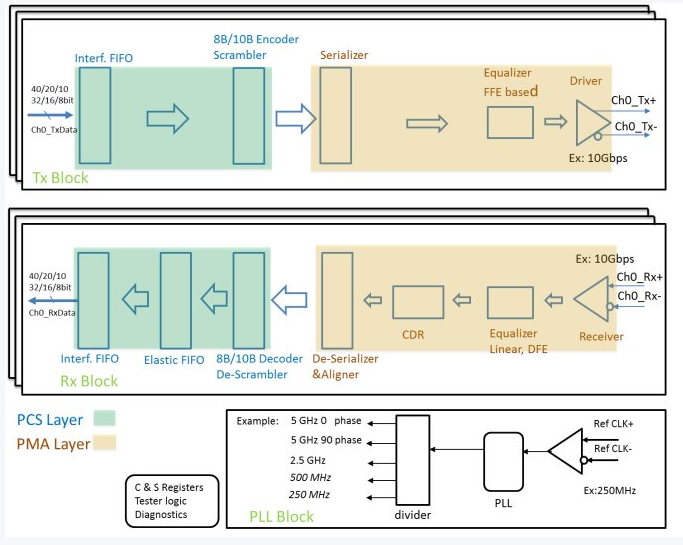 8B/10B Encoder
Scrambler
Interf. FIFO
Serializer
Equalizer
FFE based
Driver
40/20/10
32/16/8bit
Ch0_TxData
Ch0_Tx+
Ch0_Tx-
Ex: 10Gbps
Tx Block
Ex: 10Gbps
40/20/10
32/16/8bit
Ch0_RxData
Ch0_Rx+
Ch0_Rx-
CDR
Equalizer
Linear, DFE
Receiver
Interf. FIFO
Elastic FIFO
8B/10B Decoder
De-Scrambler
De-Serializer
&Aligner
Rx Block
PCS Layer
PMA Layer
Example:
5 GHz 0 phase
5 GHz 90 phase
2.5 GHz
500 MHz
250 MHz
Ref CLK+
Ref CLK-
Ex:250MHz
PLL
divider
PLL Block
C & S Registers
Tester logic
Diagnostics